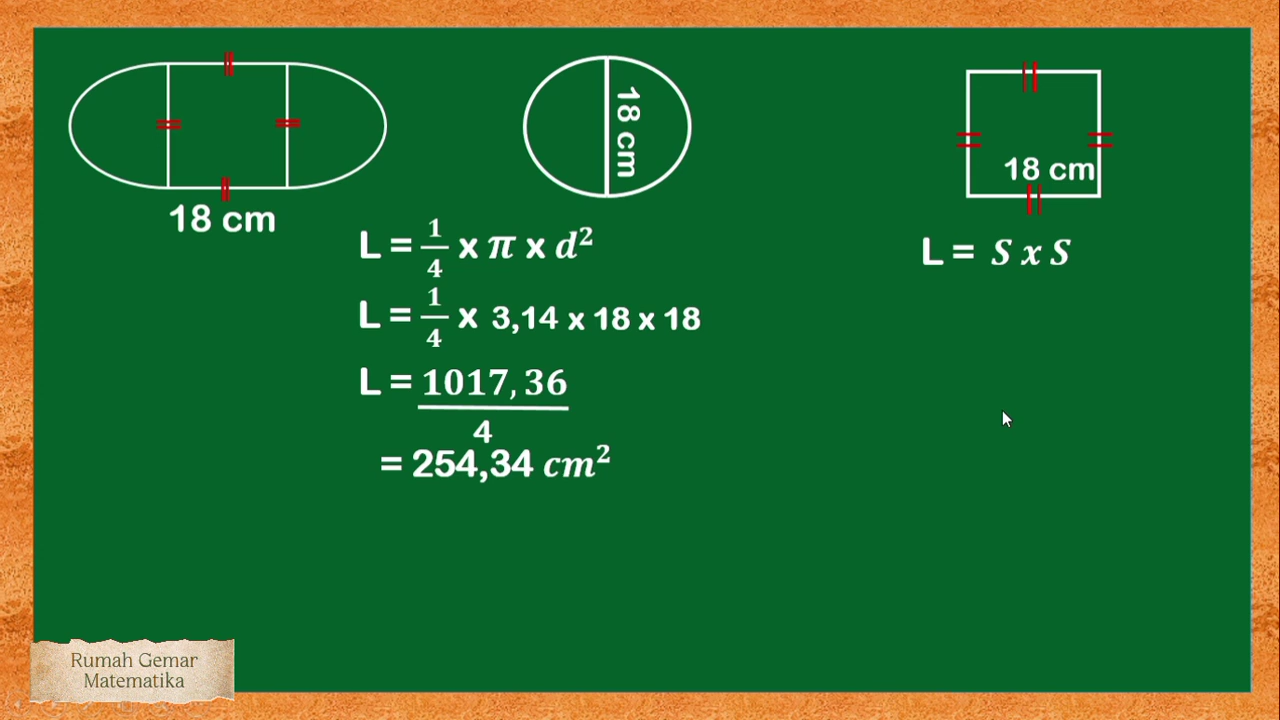 18 cm
18 cm
18 cm
L = 1/4 x π x d²
L = 1/4 x 3,14 x 18 x 18
L = 1017,36
4
= 254,34 cm²
L = S x S
Rumah Gemar
Matematika